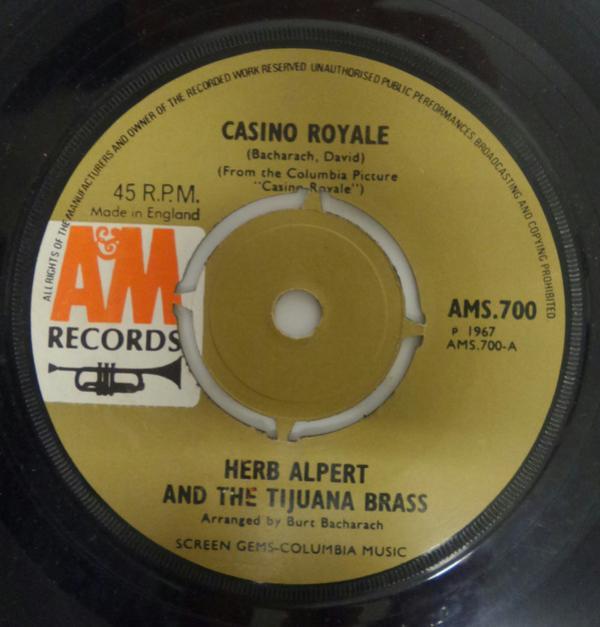 ALL RIGHTS OF THE MANUFACTURERS AND OWNER OF THE RECORDED WORK RESERVED UNAUTHORISED PUBLIC PERFORMANCES BROADCASTING AND COPYING PROHIBITED
CASINO ROYALE
(Bacharach, David)
(From the Columbia Picture
"Casino Royale")
45 R.P.M.
Made in England
A&M
RECORDS
AMS.700
P 1967
AMS.700-A
HERB ALPERT
AND THE TIJUANA BRASS
Arranged by Burt Bacharach
SCREEN GEMS-COLUMBIA MUSIC